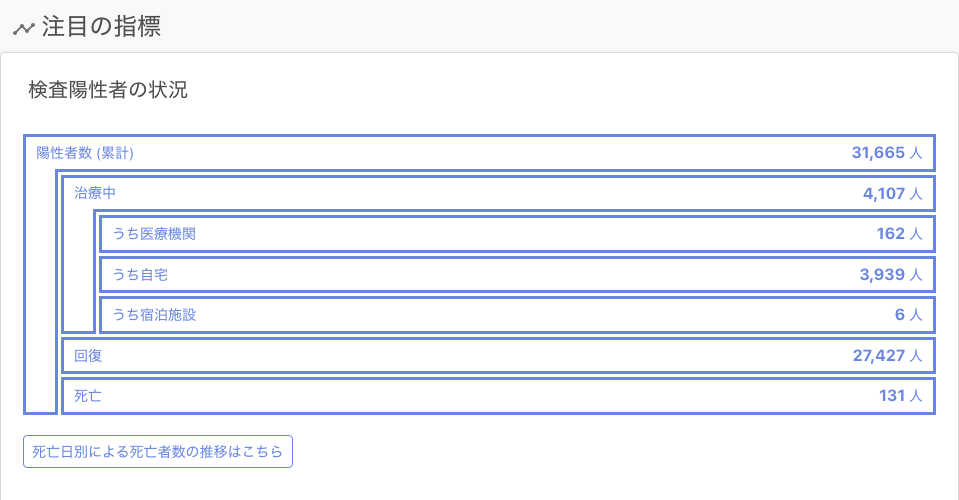 注目の指標
検査陽性者の状況
陽性者数 (累計) 31,665 人
治療中 4,107 人
うち医療機関 162 人
うち自宅 3,939 人
うち宿泊施設 6 人
回復 27,427 人
死亡 131 人
死亡日別による死亡者数の推移はこちら